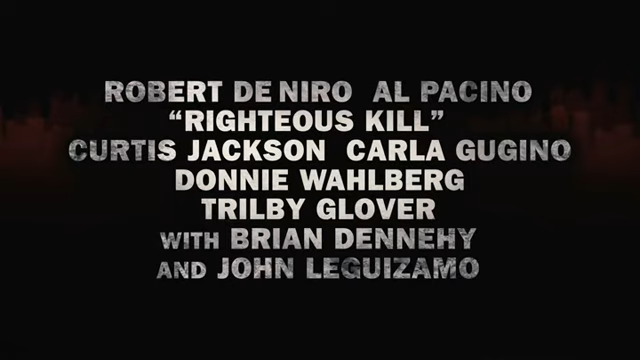 ROBERT DE NIRO AL PACINO
“RIGHTEOUS KILL”
CURTIS JACKSON CARLA GUGINO
DONNIE WAHLBERG
TRILBY GLOVER
WITH BRIAN DENNEHY
AND JOHN LEGUIZAMO